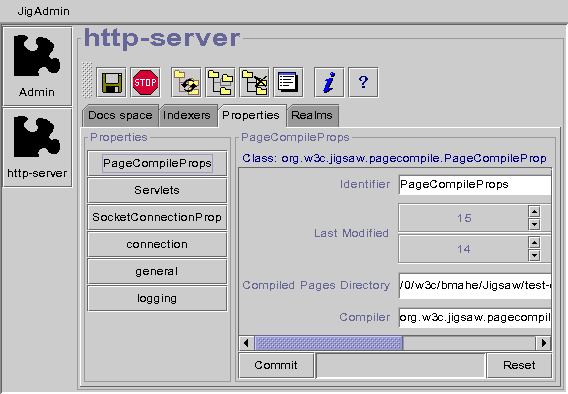 JigAdmin
http-server
Admin
http-server
STOP
i ?
Docs space Indexers Properties Realms
Properties
PageCompileProps
Servlets
SocketConnectionProp
connection
general
logging
PageCompileProps
Class: org.w3c.jigsaw.pagecompile.PageCompileProp
Identifier PageCompileProps
Last Modified 15
14
Compiled Pages Directory /0/w3c/bmahe/Jigsaw/test-
Compiler org.w3c.jigsaw.pagecompil
Commit Reset